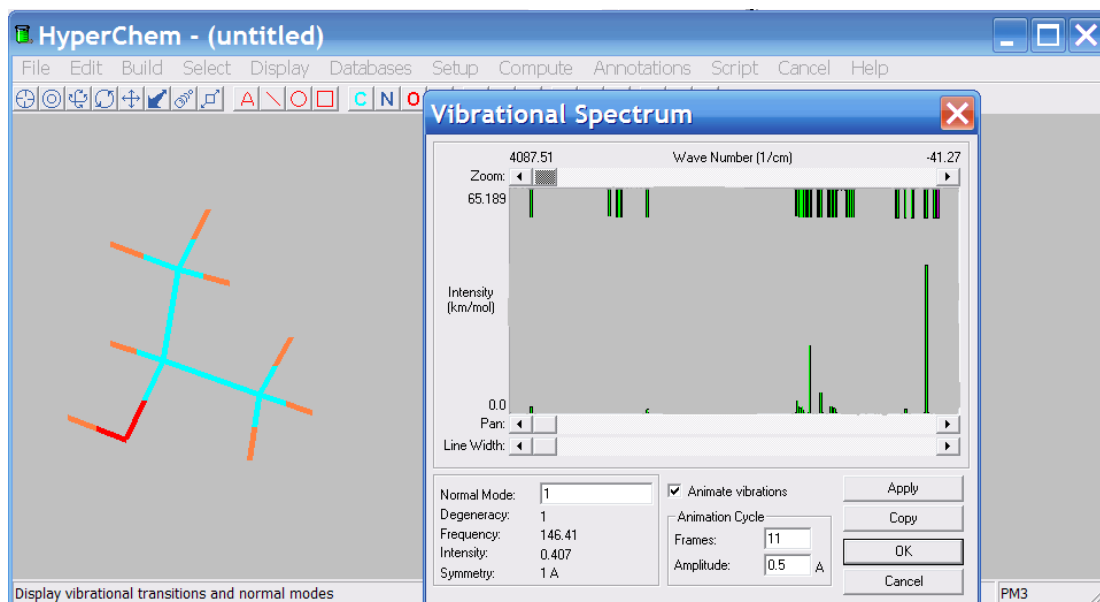 HyperChem - (untitled)
File Edit Build Select Display Databases Setup Compute Annotations Script Cancel Help
A C N O
Vibrational Spectrum
4087.51 Wave Number (1/cm) -41.27
Zoom:
65.189
Intensity
(km/mol)
0.0
Pan:
Line Width:
Normal Mode: 1
Degeneracy: 1
Frequency: 146.41
Intensity: 0.407
Symmetry: 1 A
Animate vibrations
Animation Cycle
Frames: 11
Amplitude: 0.5 A
Apply
Copy
OK
Cancel
Display vibrational transitions and normal modes
PM3